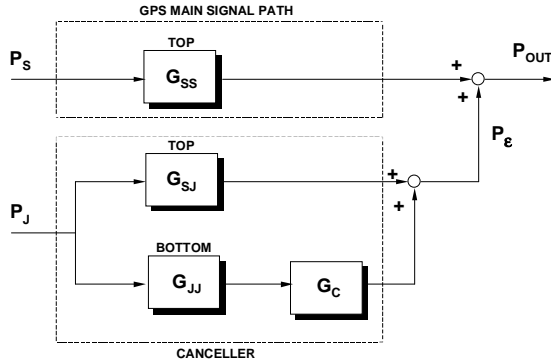 GPS MAIN SIGNAL PATH
P_S
TOP
G_SS
+
+
P_OUT
P_ε
TOP
G_SJ
+
+
P_J
BOTTOM
G_JJ
G_C
CANCELLER